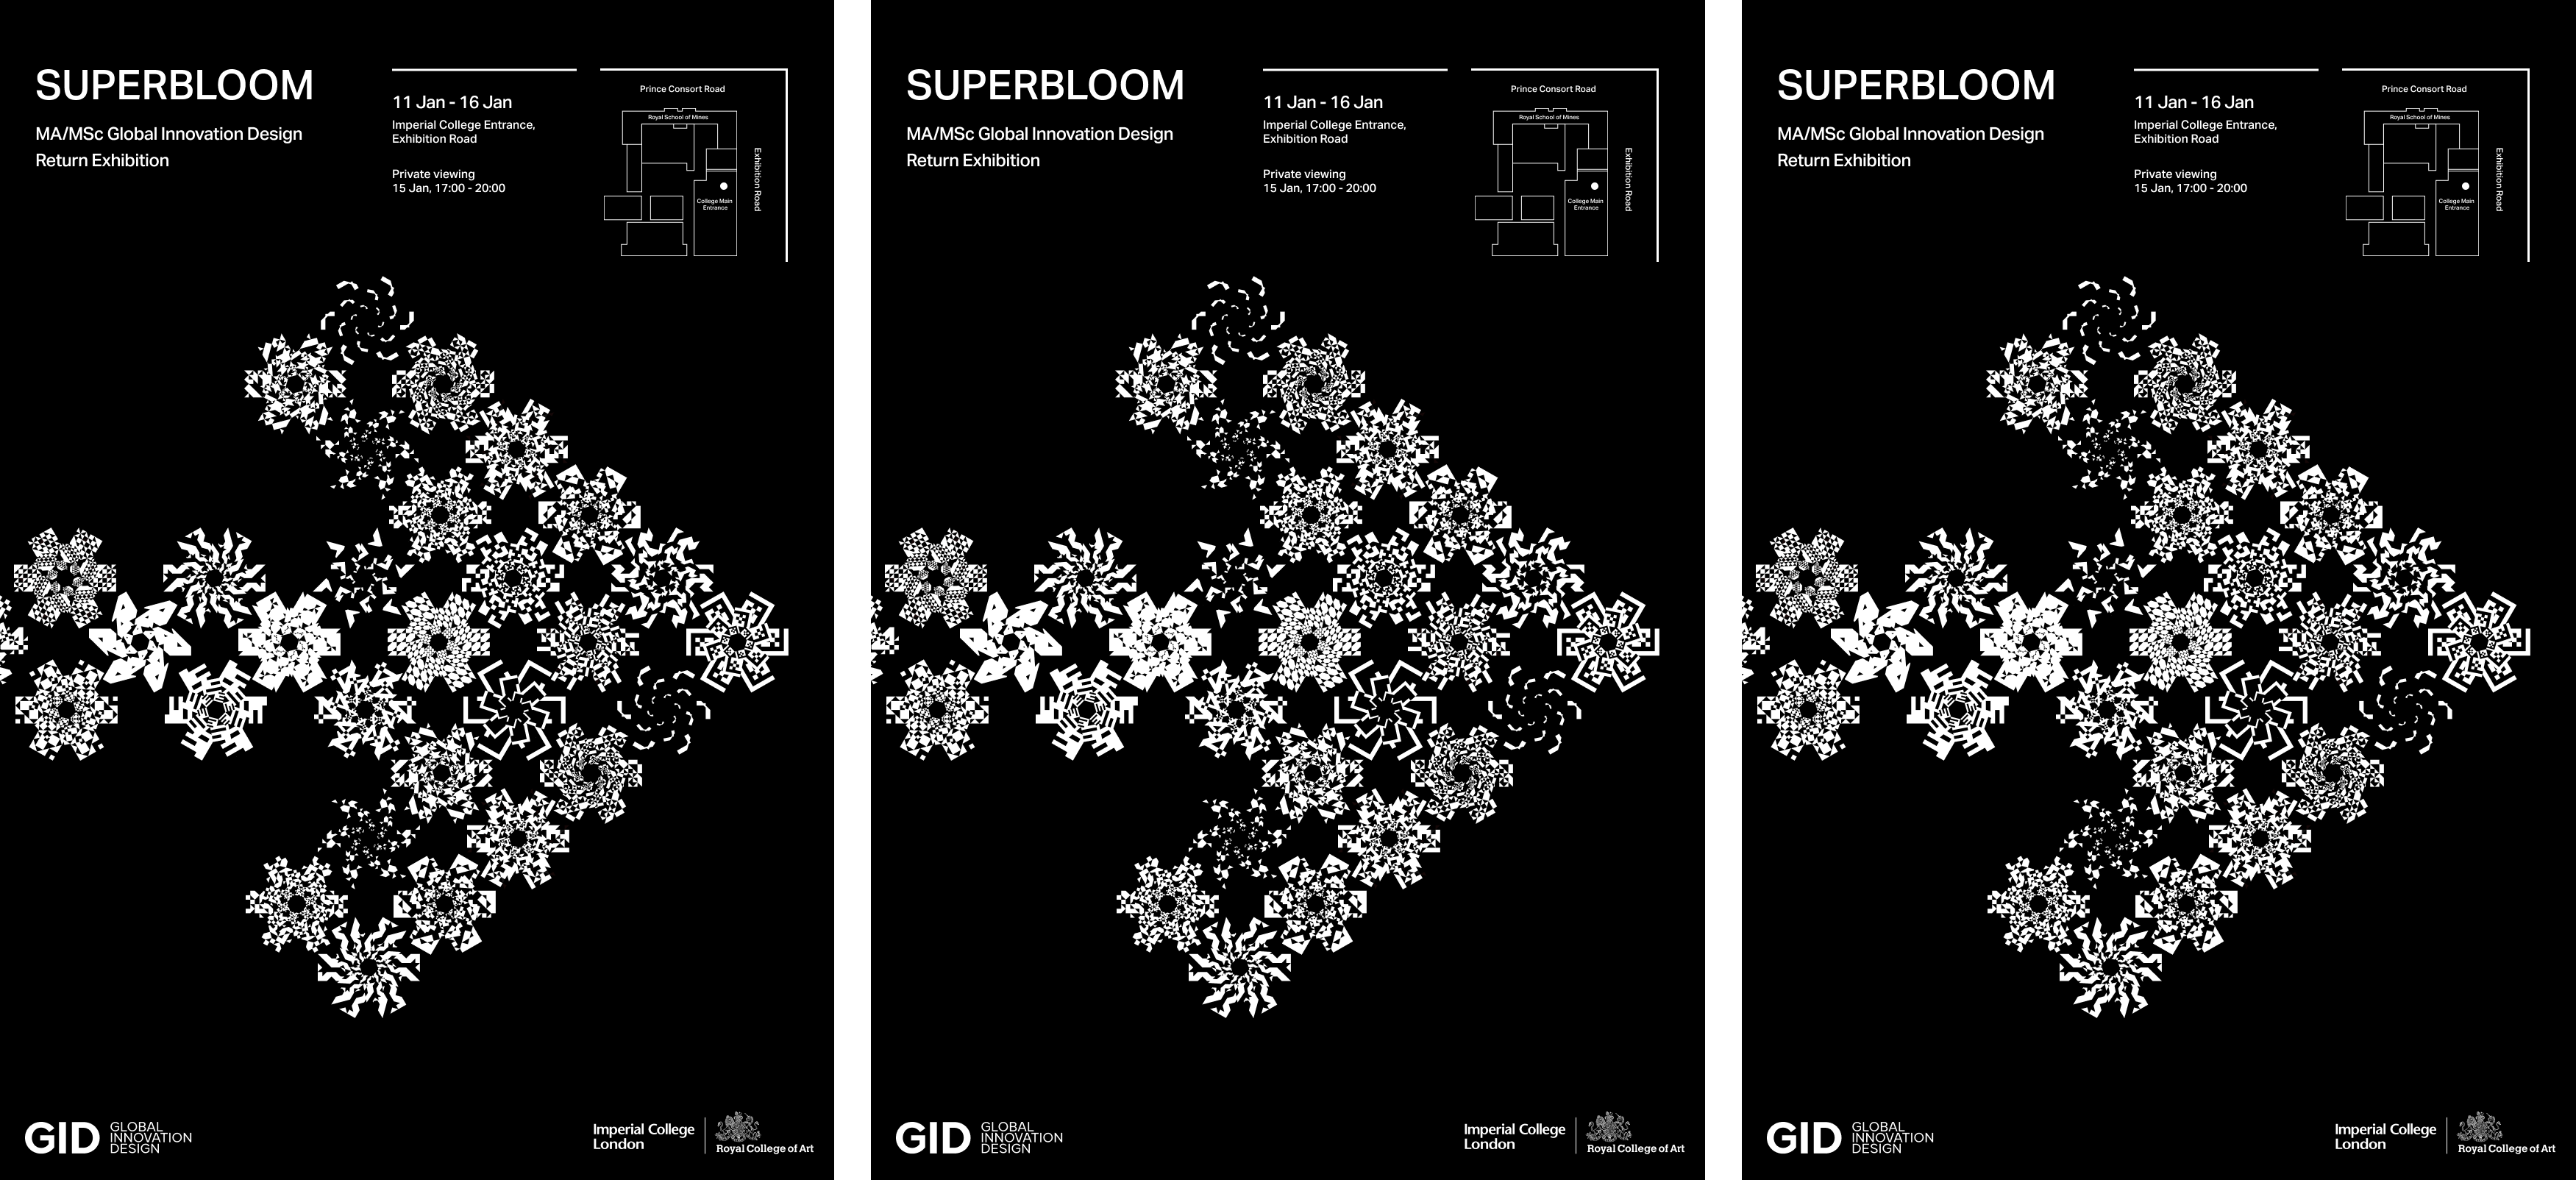 SUPERBLOOM
MA/MSc Global Innovation Design
Return Exhibition
11 Jan - 16 Jan
Imperial College Entrance,
Exhibition Road
Private viewing
15 Jan, 17:00 - 20:00
Prince Consort Road
Royal School of Mines
Exhibition Road
College Main
Entrance
GID
GLOBAL
INNOVATION
DESIGN
Imperial College
London
Royal College of Art
SUPERBLOOM
MA/MSc Global Innovation Design
Return Exhibition
11 Jan - 16 Jan
Imperial College Entrance,
Exhibition Road
Private viewing
15 Jan, 17:00 - 20:00
Prince Consort Road
Royal School of Mines
Exhibition Road
College Main
Entrance
GID
GLOBAL
INNOVATION
DESIGN
Imperial College
London
Royal College of Art
SUPERBLOOM
MA/MSc Global Innovation Design
Return Exhibition
11 Jan - 16 Jan
Imperial College Entrance,
Exhibition Road
Private viewing
15 Jan, 17:00 - 20:00
Prince Consort Road
Royal School of Mines
Exhibition Road
College Main
Entrance
GID
GLOBAL
INNOVATION
DESIGN
Imperial College
London
Royal College of Art